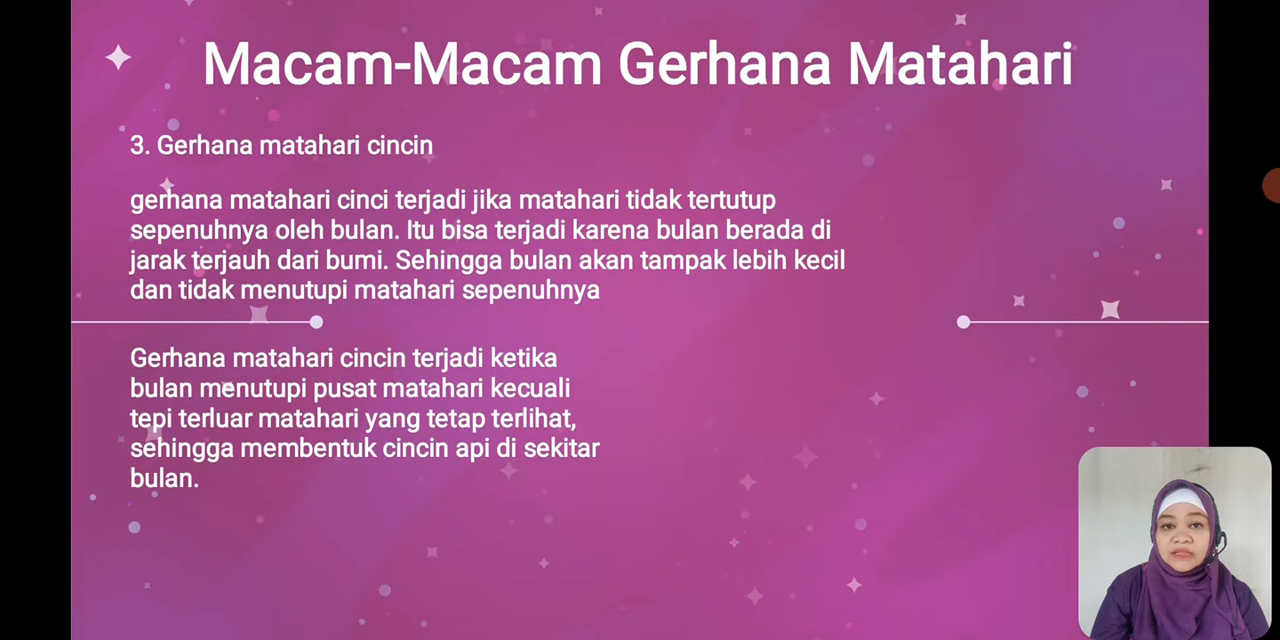 Macam-Macam Gerhana Matahari
3. Gerhana matahari cincin
gerhana matahari cinci terjadi jika matahari tidak tertutup
sepenuhnya oleh bulan. Itu bisa terjadi karena bulan berada di
jarak terjauh dari bumi. Sehingga bulan akan tampak lebih kecil
dan tidak menutupi matahari sepenuhnya
Gerhana matahari cincin terjadi ketika
bulan menutupi pusat matahari kecuali
tepi terluar matahari yang tetap terlihat,
sehingga membentuk cincin api di sekitar
bulan.